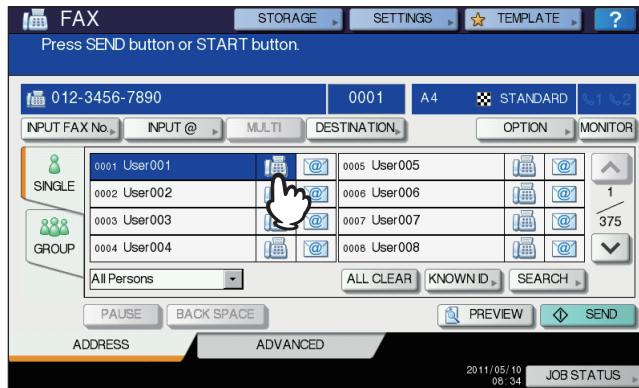 FAX STORAGE SETTINGS TEMPLATE ?
Press SEND button or START button.
012-3456-7890 0001 A4 STANDARD 1 2
INPUT FAX No. INPUT @ MULTI DESTINATION OPTION MONITOR
SINGLE
GROUP
0001 User001 @ 0005 User005 @
0002 User002 @ 0006 User006 @
0003 User003 @ 0007 User007 @
0004 User004 @ 0008 User008 @
1
375
All Persons ALL CLEAR KNOWN ID SEARCH
PAUSE BACK SPACE PREVIEW SEND
ADDRESS ADVANCED
2011/05/10
08:34
JOB STATUS